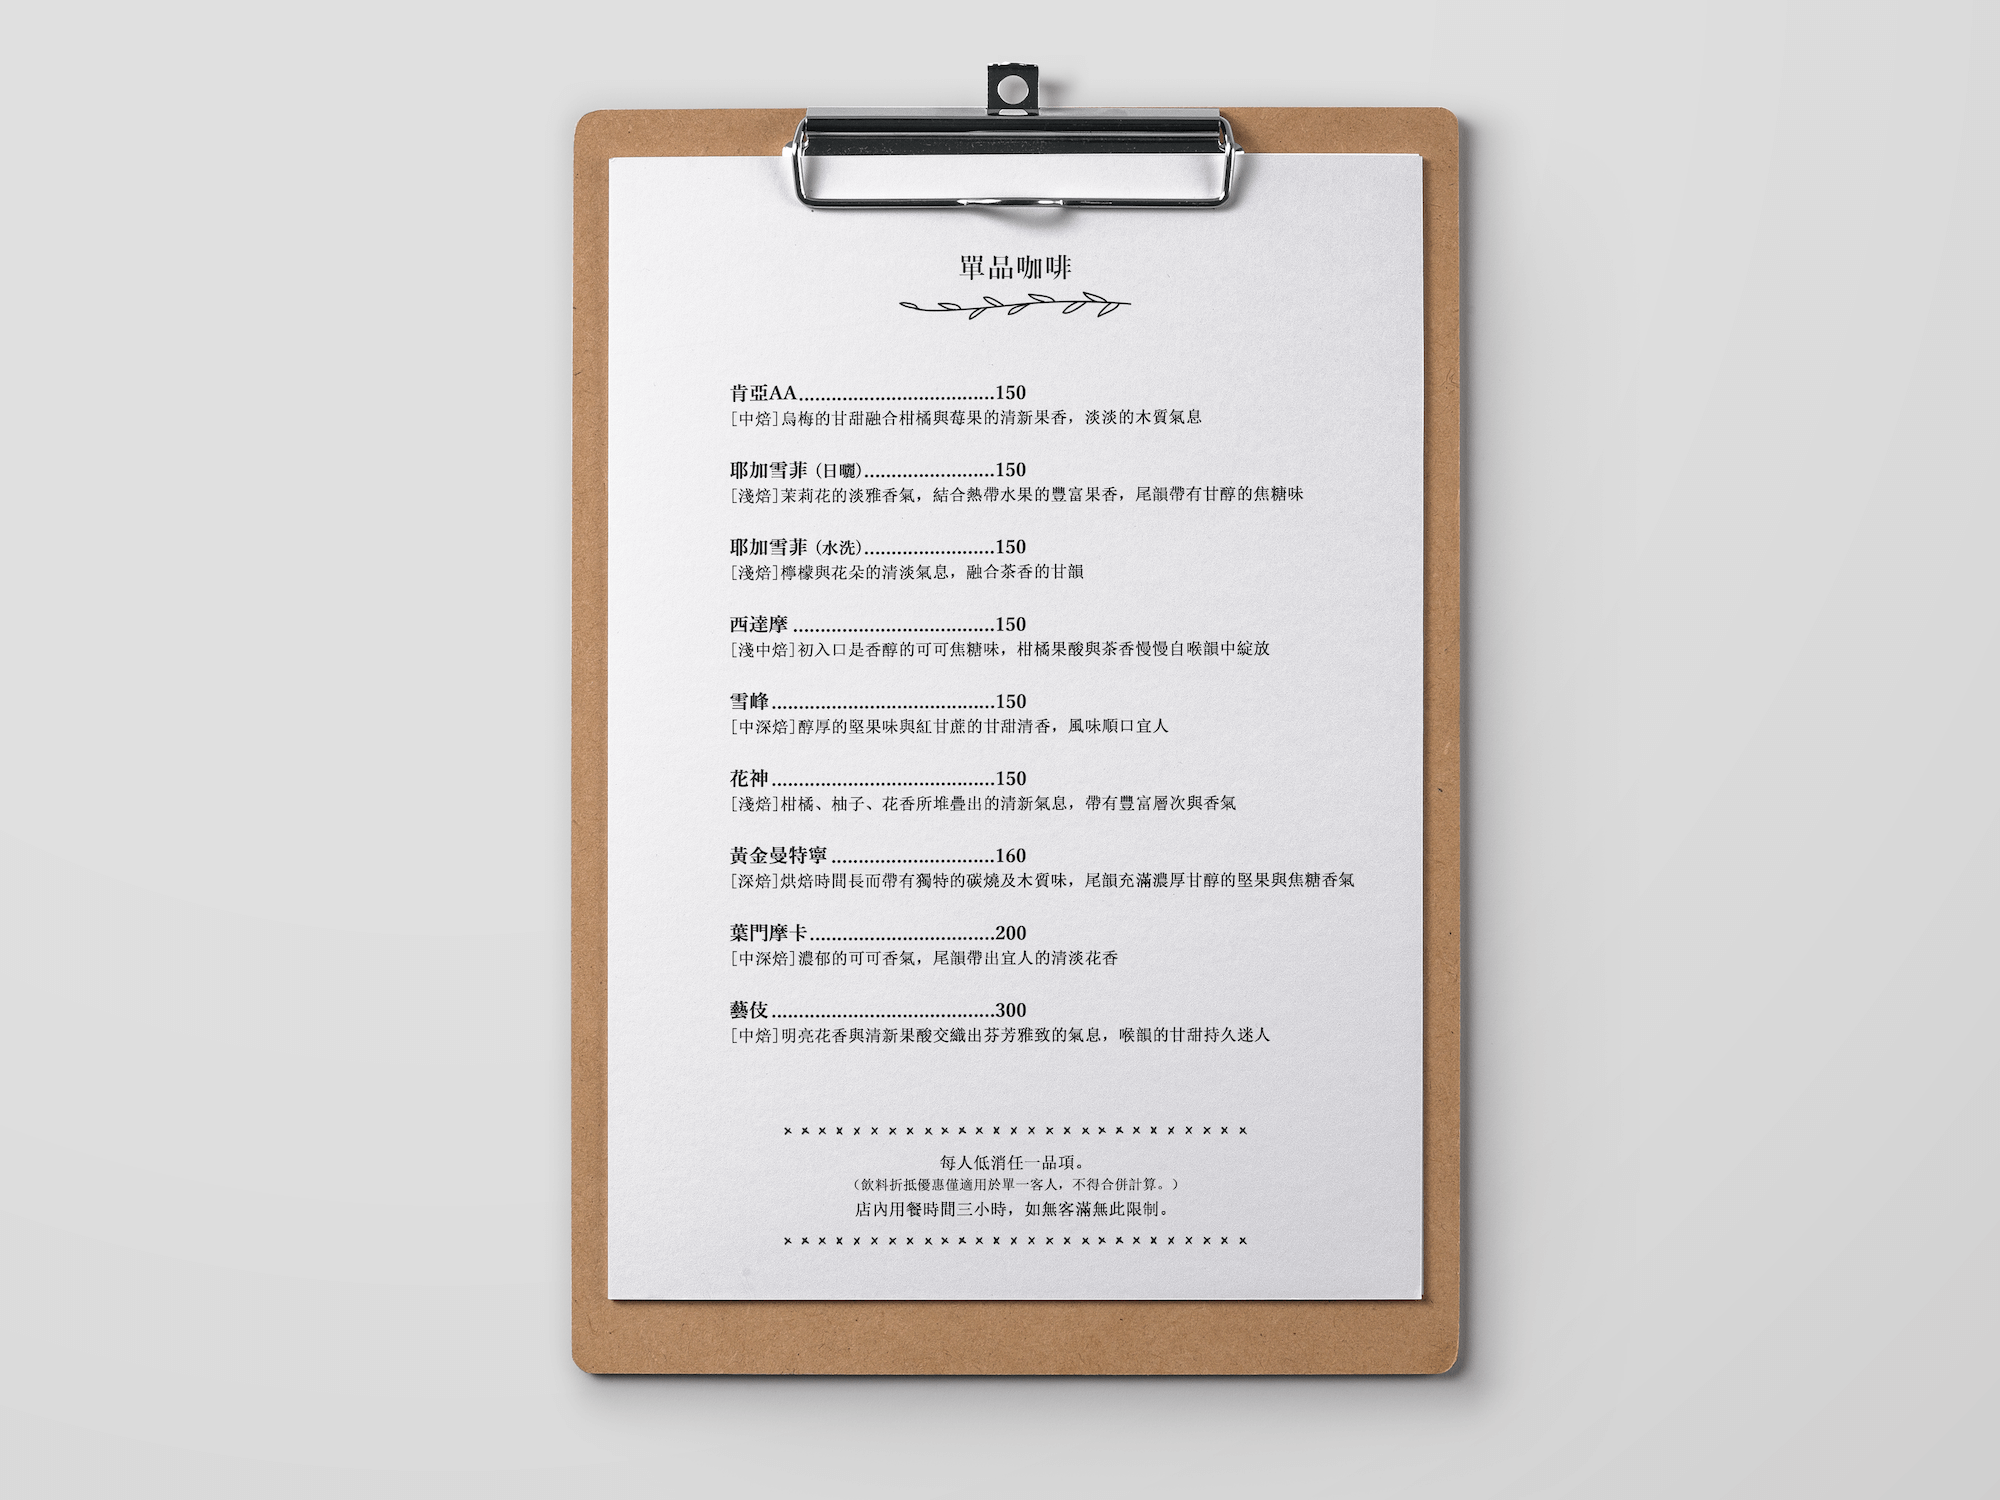 單品咖啡
肯亞AA....................................150
[中焙]烏梅的甘甜融合柑橘與莓果的清新果香，淡淡的木質氣息
耶加雪菲（日曬)........................150
[淺焙]茉莉花的淡雅香氣，結合熱帶水果的豐富果香，尾韻帶有甘醇的焦糖味
耶加雪菲（水洗)........................150
[淺焙]檸檬與花朵的清淡氣息，融合茶香的甘韻
西達摩.....................................150
[淺中焙]初入口是香醇的可可焦糖味，柑橘果酸與茶香慢慢自喉韻中綻放
雪峰.........................................150
[中深焙]醇厚的堅果味與紅甘蔗的甘甜清香，風味順口宜人
花神.........................................150
[淺焙]柑橘、柚子、花香所堆疊出的清新氣息，帶有豐富層次與香氣
黃金曼特寧..............................160
[深焙]烘焙時間長而帶有獨特的碳燒及木質味，尾韻充滿濃厚甘醇的堅果與焦糖香氣
葉門摩卡..................................200
[中深焙]濃郁的可可香氣，尾韻帶出宜人的清淡花香
藝伎.........................................300
[中焙]明亮花香與清新果酸交織出芬芳雅致的氣息，喉韻的甘甜持久迷人
每人低消任一品項。
（飲料折抵優惠僅適用於單一客人，不得合併計算。）
店內用餐時間三小時，如無客滿無此限制。